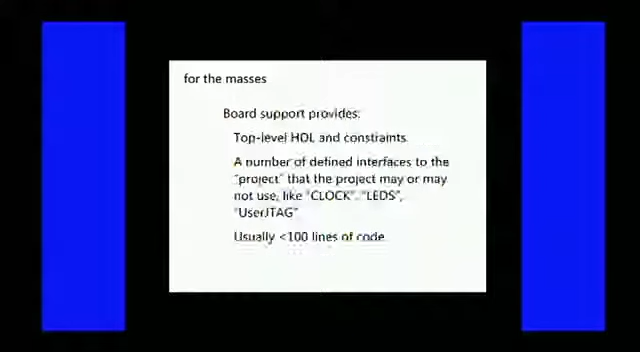 for the masses
Board support provides:
Top-level HDL and constraints.
A number of defined interfaces to the
"project" that the project may or may
not use, like "CLOCK", "LEDS",
"UserJTAG"
Usually <100 lines of code.